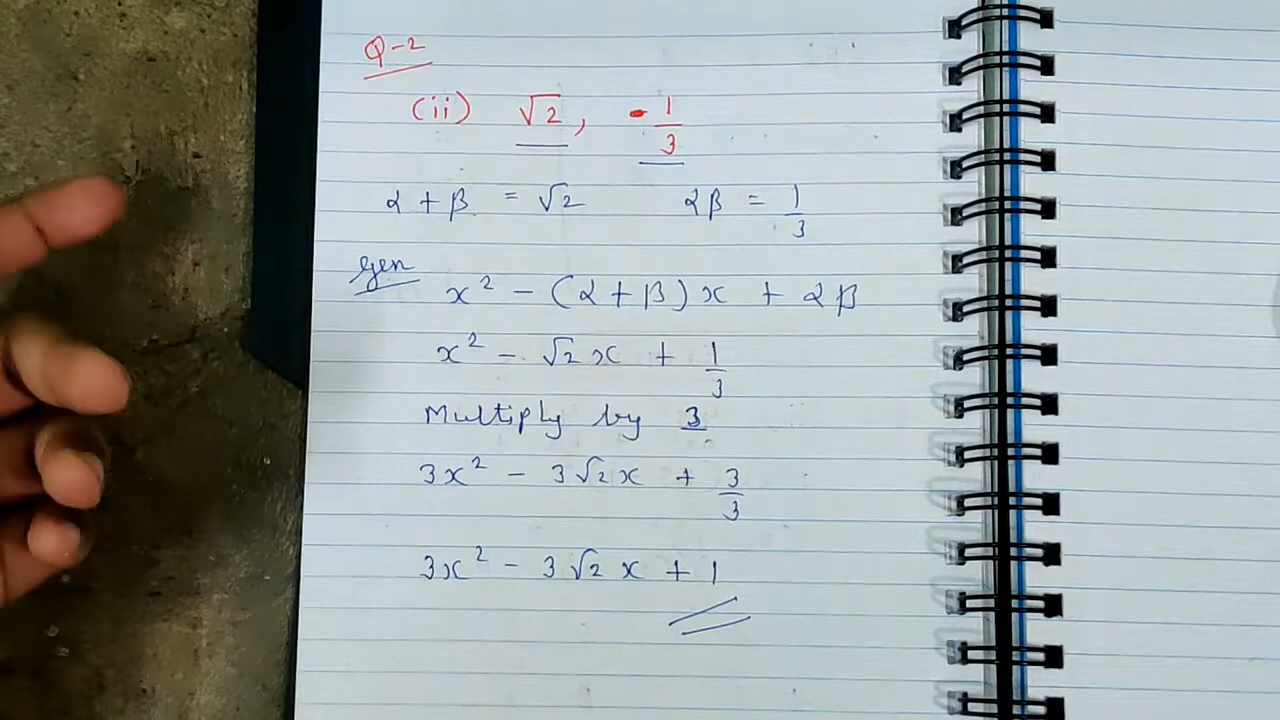 Q-2
(ii) √2, -1/3
α + β = √2 αβ = 1/3
Gen
x² - (α + β)x + αβ
x² - √2x + 1/3
Multiply by 3
3x² - 3√2x + 3/3
3x² - 3√2x + 1